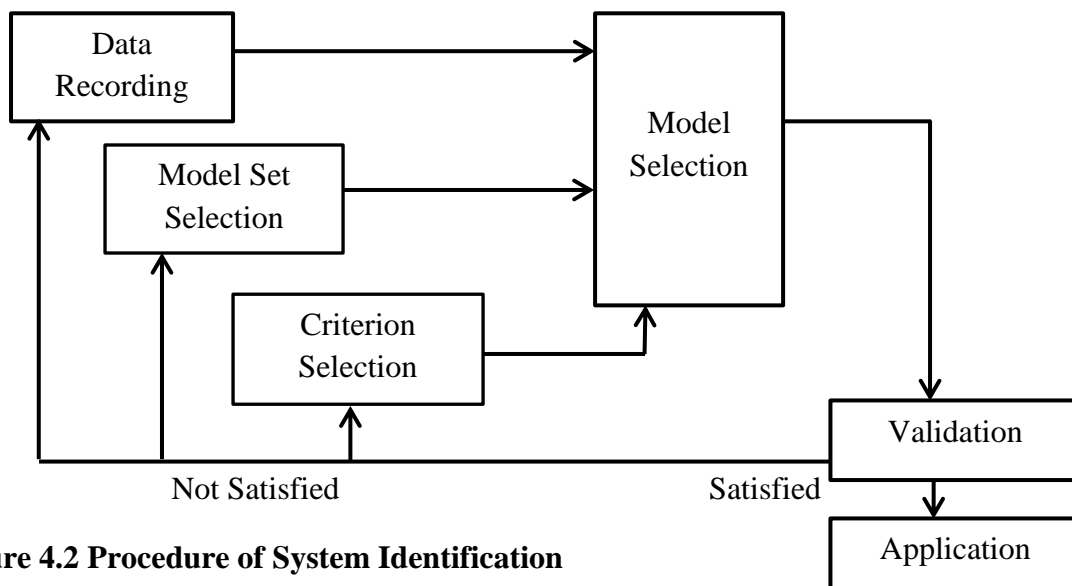 Data
Recording
Model Set
Selection
Criterion
Selection
Model
Selection
Validation
Not Satisfied
Satisfied
Application
4.2 Procedure of System Identification